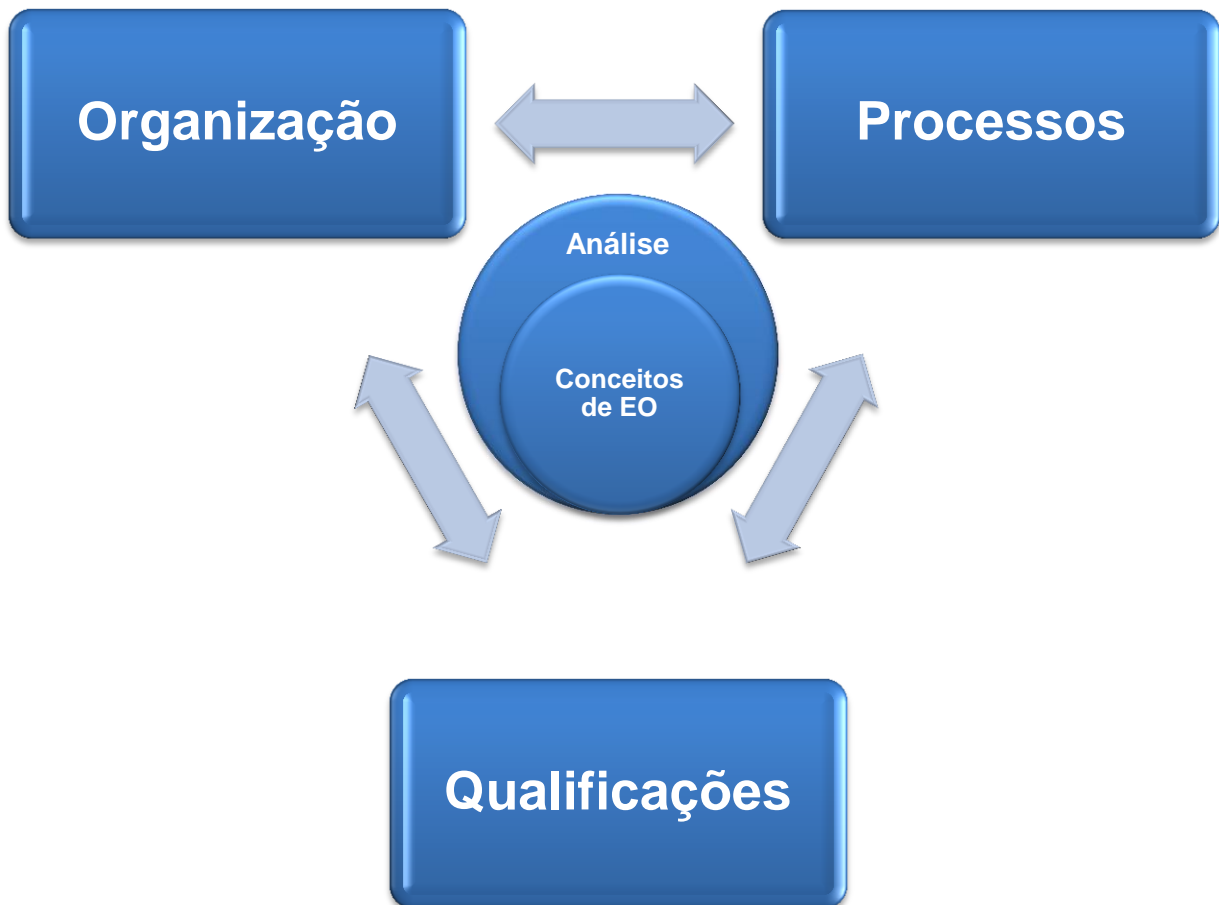 Organização
Processos
Análise
Conceitos
de EO
Qualificações